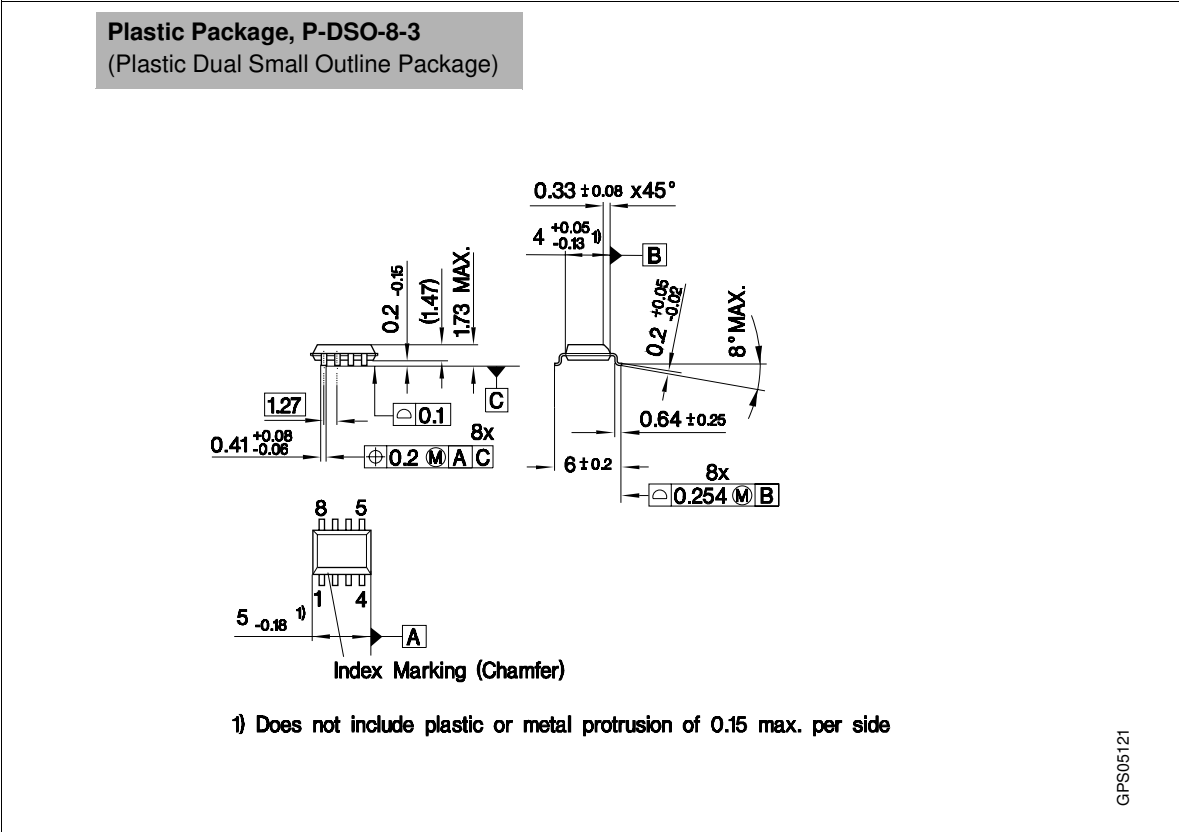 Plastic Package, P-DSO-8-3
(Plastic Dual Small Outline Package)
0.33 ±0.08 x45°
4 +0.05 -0.13 1)
B
0.2 -0.15
(1.47)
1.73 MAX.
0.2 +0.05 -0.02
8° MAX.
C
1.27
0.1
0.41 +0.08 -0.06
8x
⌖ 0.2 Ⓜ A C
0.64 ±0.25
6 ±0.2
8x
⌓ 0.254 Ⓜ B
8 5
1 4
5 -0.18 1)
A
Index Marking (Chamfer)
1) Does not include plastic or metal protrusion of 0.15 max. per side
GPS05121